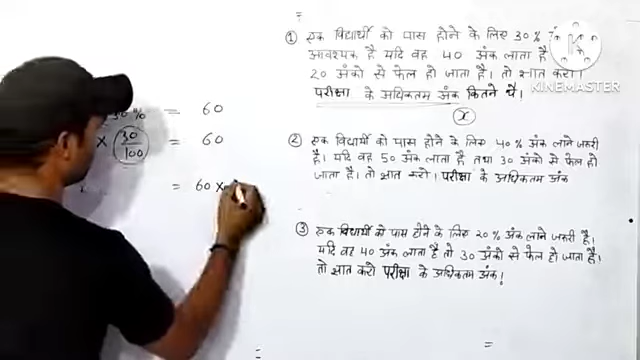 ① एक विद्यार्थी को पास होने के लिए 30% अंक
आवश्यक है यदि वह 40 अंक लाता है
20 अंको से फेल हो जाता है। तो ज्ञात करो।
परीक्षा के अधिकतम अंक कितने थे।
x
② एक विद्यार्थी को पास होने के लिए 40% अंक लाने जरुरी
है। यदि वह 50 अंक लाता है तथा 30 अंको से फेल हो
जाता है। तो ज्ञात करो। परीक्षा के अधिकतम अंक
③ एक विद्यार्थी को पास होने के लिए 20% अंक लाने जरुरी है।
यदि वह 40 अंक लाता है तो 30 अंको से फेल हो जाता है।
तो ज्ञात करो परीक्षा के अधिकतम अंक!
30% = 60
× 30/100 = 60
= 60 ×
KINEMASTER